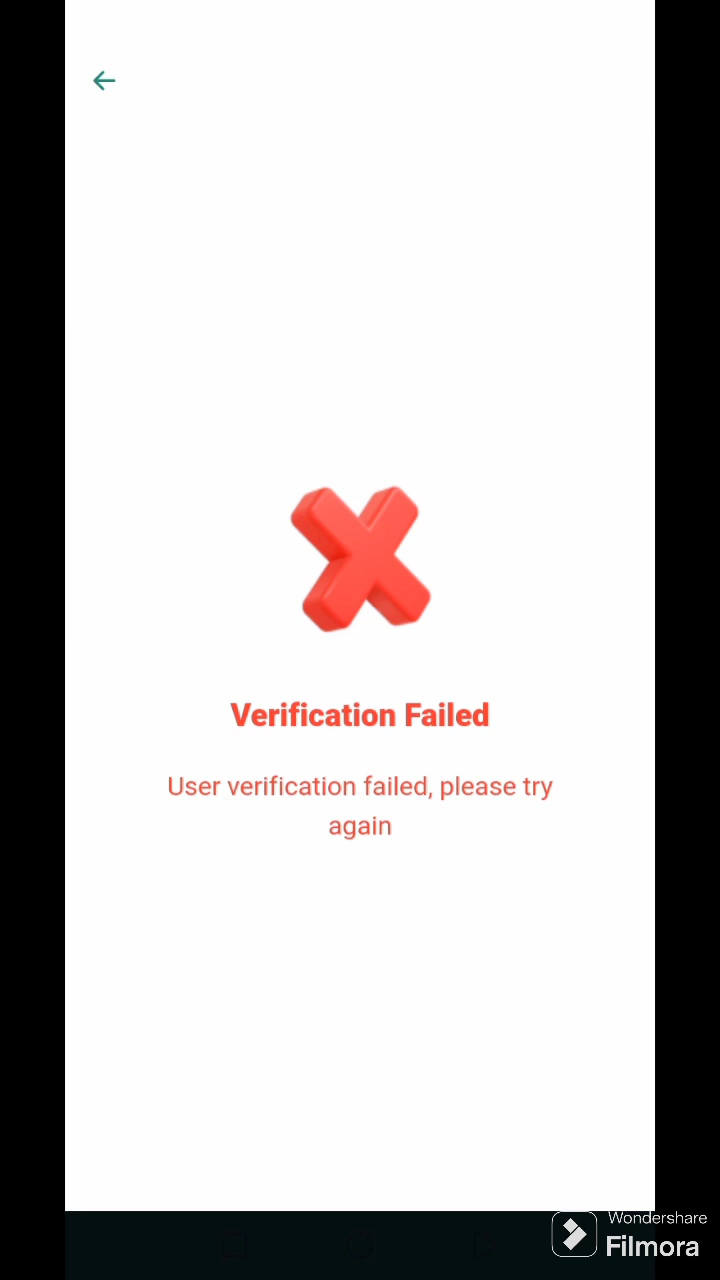 Verification Failed
User verification failed, please try
again
Wondershare
Filmora